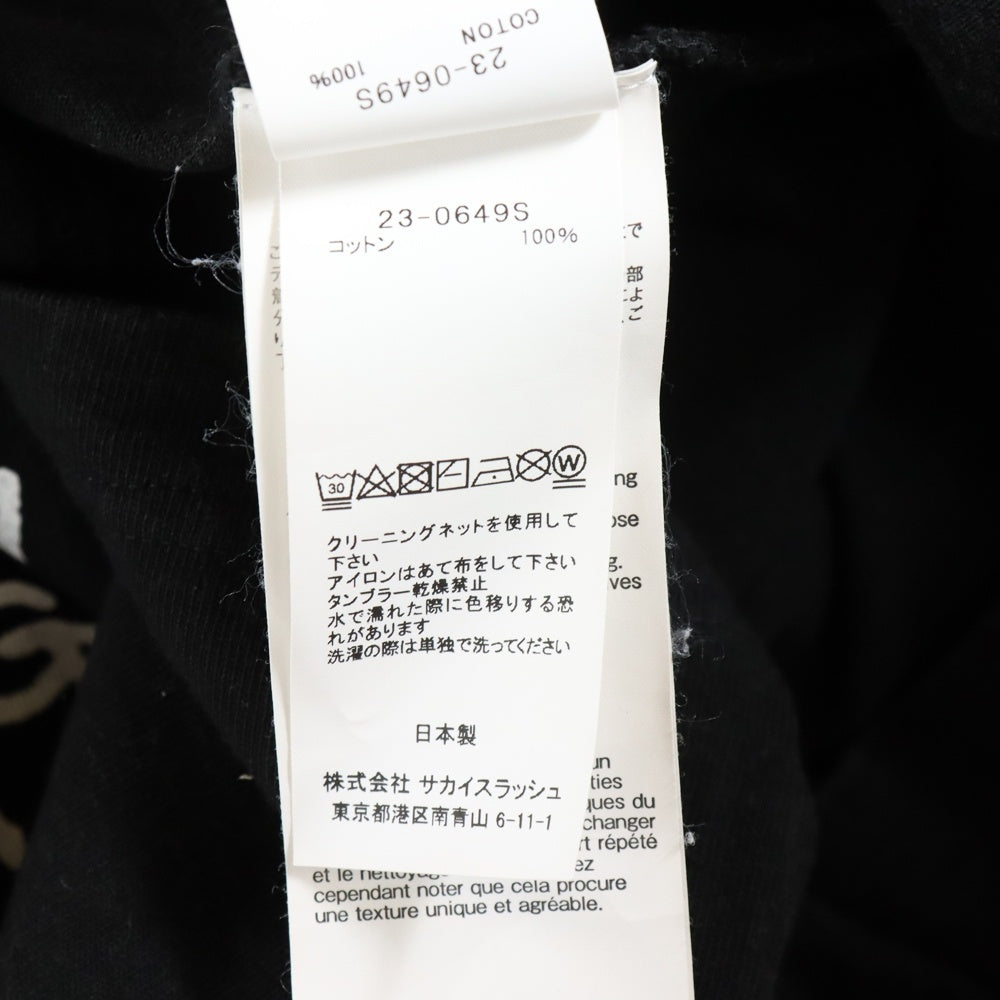 COTON
100%
23-0649S
23-0649S
コットン 100%
で
部
によ
ご
30
W
クリーニングネットを使用して
下さい
アイロンはあて布をして下さい
タンブラー乾燥禁止
水で濡れた際に色移りする恐
れがあります
洗濯の際は単独で洗ってください
ng
ose
g.
ves
日本製
株式会社 サカイスラッシュ
東京都港区南青山 6-11-1
un
ties
ques du
changer
rt répété
et le nettoyag
ez
cependant noter que cela procure
une texture unique et agréable.